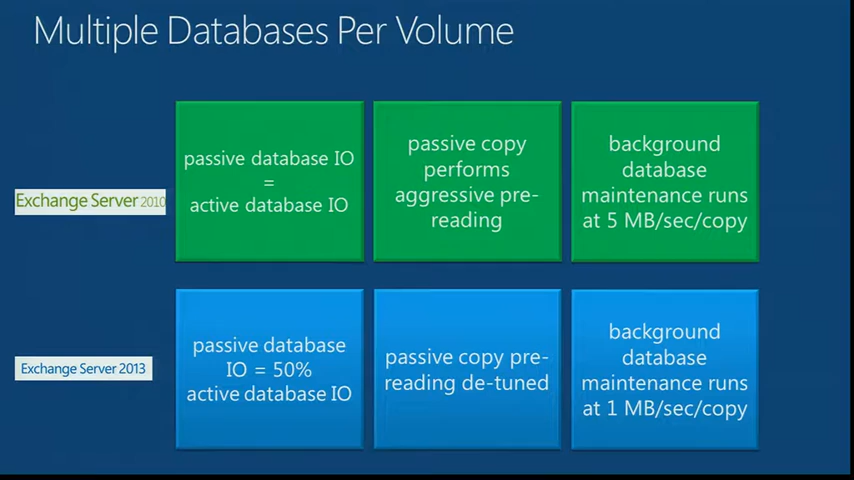 Multiple Databases Per Volume
Exchange Server 2010
passive database IO
=
active database IO
passive copy
performs
aggressive pre-
reading
background
database
maintenance runs
at 5 MB/sec/copy
Exchange Server 2013
passive database
IO = 50%
active database IO
passive copy pre-
reading de-tuned
background
database
maintenance runs
at 1 MB/sec/copy